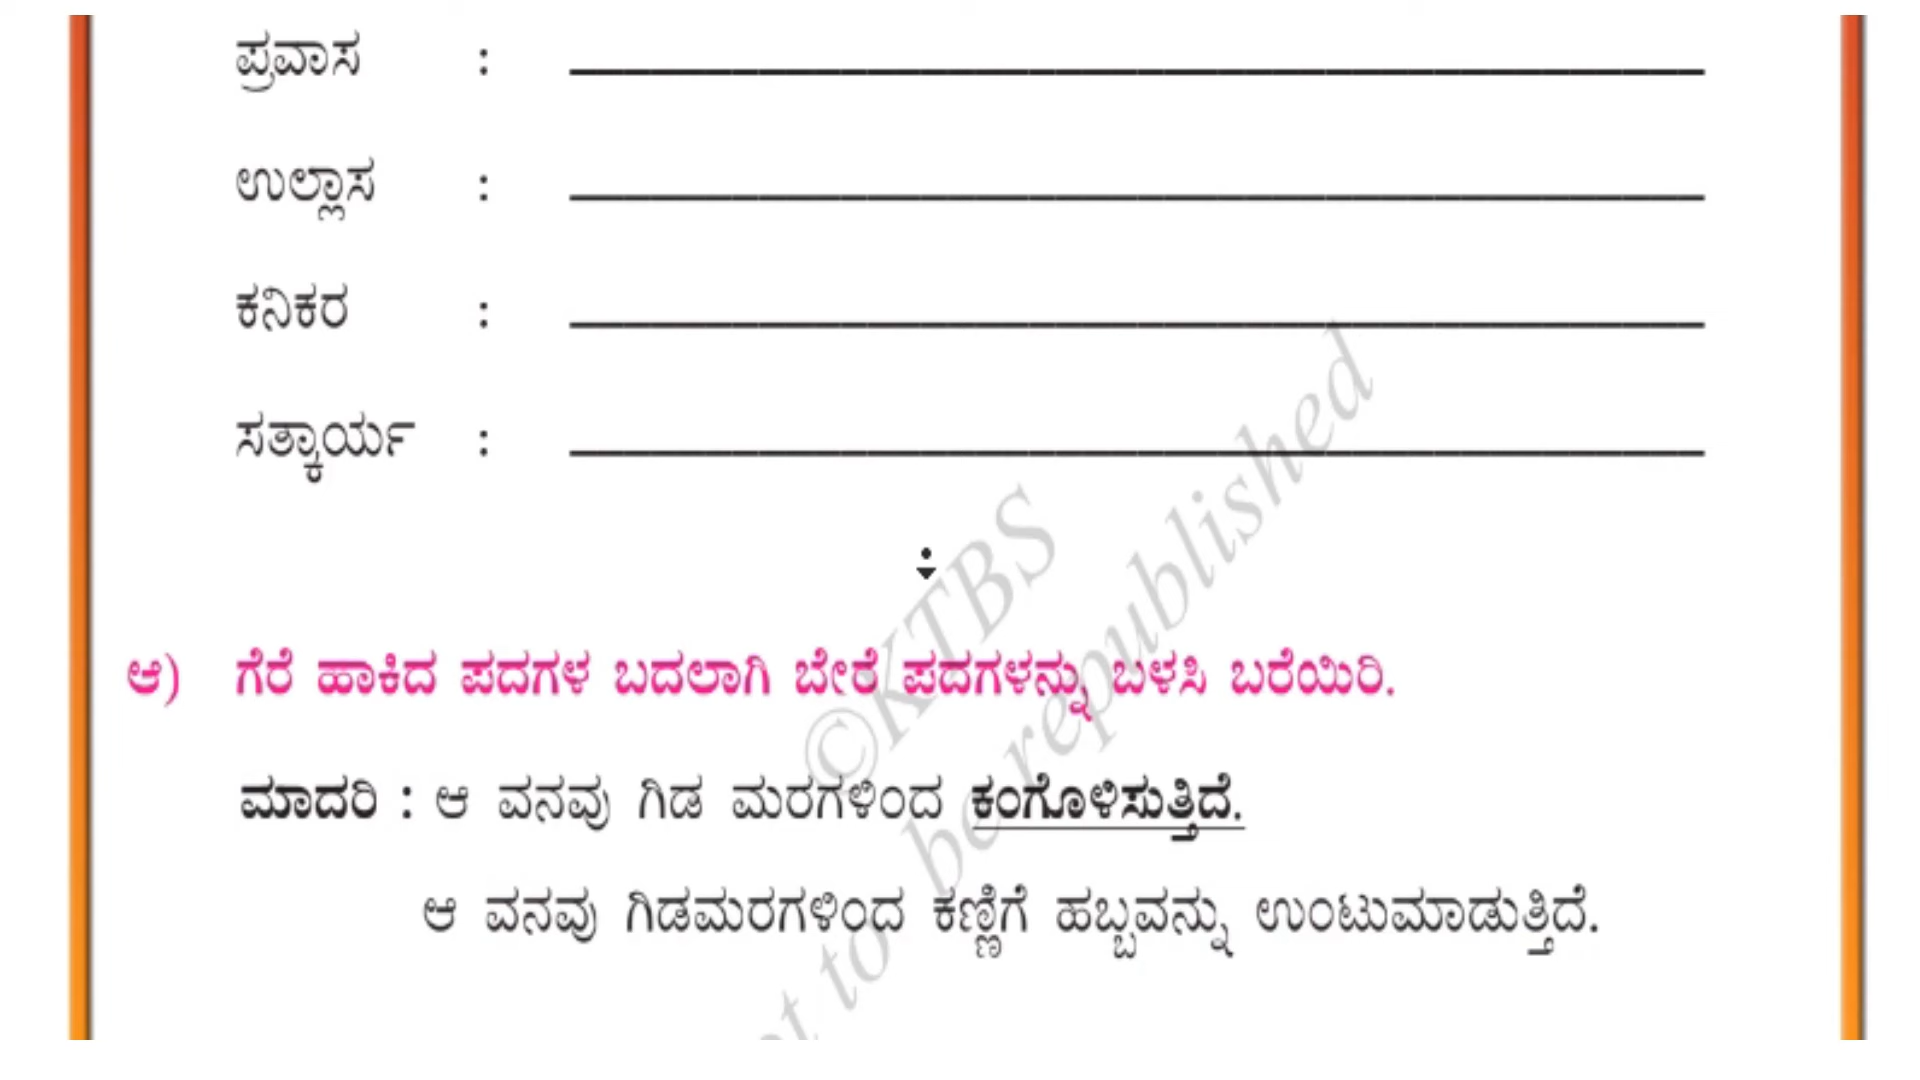 ಪ್ರವಾಸ :
ಉಲ್ಲಾಸ :
ಕನಿಕರ :
ಸತ್ಕಾರ್ಯ :
ಆ) ಗೆರೆ ಹಾಕಿದ ಪದಗಳ ಬದಲಾಗಿ ಬೇರೆ ಪದಗಳನ್ನು ಬಳಸಿ ಬರೆಯಿರಿ.
ಮಾದರಿ : ಆ ವನವು ಗಿಡ ಮರಗಳಿಂದ ಕಂಗೊಳಿಸುತ್ತಿದೆ.
ಆ ವನವು ಗಿಡಮರಗಳಿಂದ ಕಣ್ಣಿಗೆ ಹಬ್ಬವನ್ನು ಉಂಟುಮಾಡುತ್ತಿದೆ.
©KTBS
to be republished